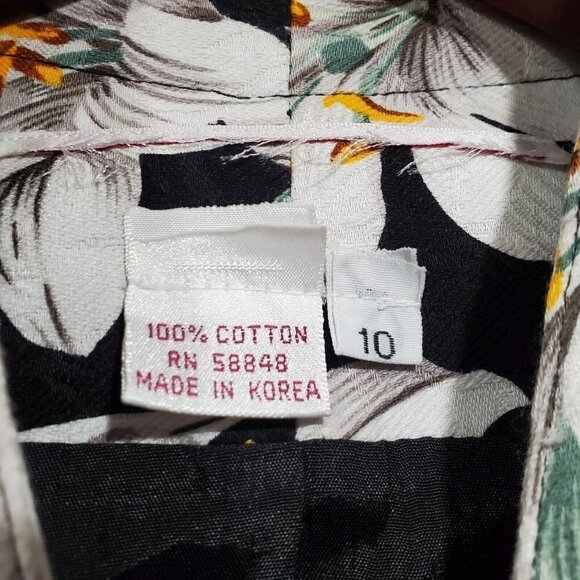 100% COTTON
RN 58848
MADE IN KOREA
10